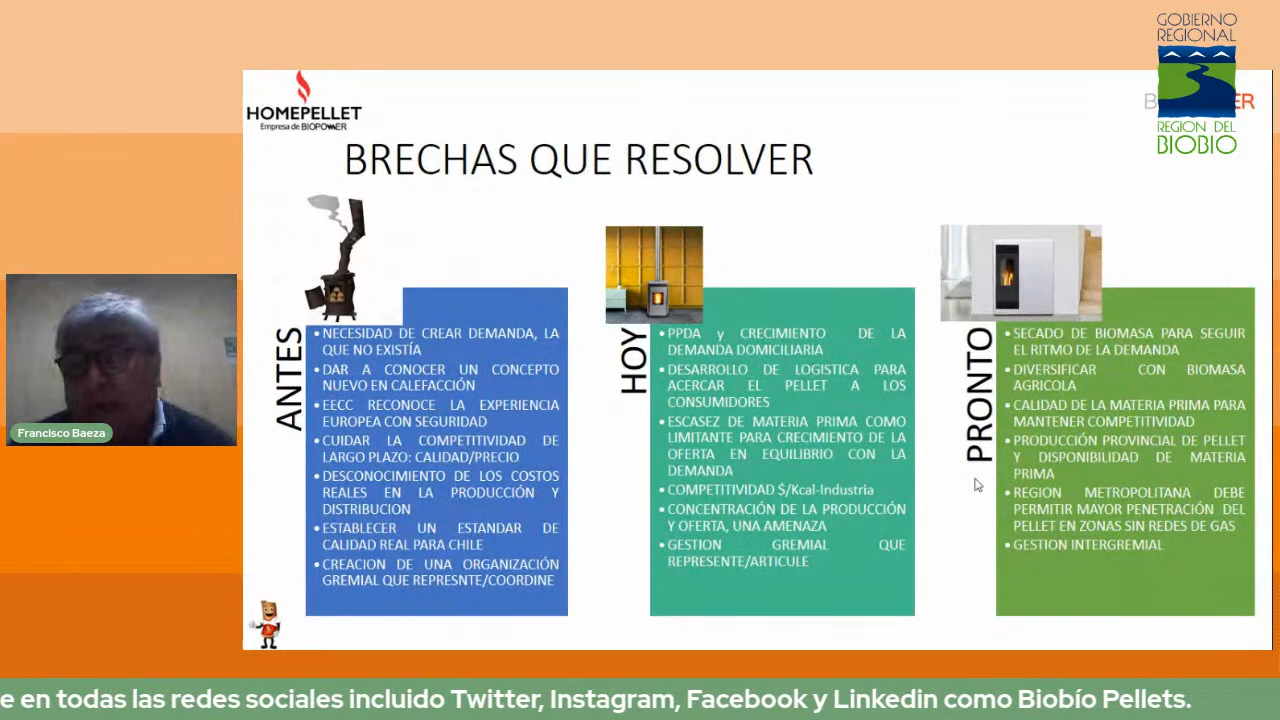 GOBIERNO
REGIONAL
REGION DEL
BIOBIO
HOMEPELLET
Empresa de BIOPOWER
BRECHAS QUE RESOLVER
ANTES
• NECESIDAD DE CREAR DEMANDA, LA
QUE NO EXISTÍA
• DAR A CONOCER UN CONCEPTO
NUEVO EN CALEFACCIÓN
• EECC RECONOCE LA EXPERIENCIA
EUROPEA CON SEGURIDAD
• CUIDAR LA COMPETITIVIDAD DE
LARGO PLAZO: CALIDAD/PRECIO
• DESCONOCIMIENTO DE LOS COSTOS
REALES EN LA PRODUCCIÓN Y
DISTRIBUCION
• ESTABLECER UN ESTANDAR DE
CALIDAD REAL PARA CHILE
• CREACION DE UNA ORGANIZACIÓN
GREMIAL QUE REPRESNTE/COORDINE
HOY
• PPDA y CRECIMIENTO DE LA
DEMANDA DOMICILIARIA
• DESARROLLO DE LOGISTICA PARA
ACERCAR EL PELLET A LOS
CONSUMIDORES
• ESCASEZ DE MATERIA PRIMA COMO
LIMITANTE PARA CRECIMIENTO DE LA
OFERTA EN EQUILIBRIO CON LA
DEMANDA
• COMPETITIVIDAD $/Kcal-Industria
• CONCENTRACIÓN DE LA PRODUCCIÓN
Y OFERTA, UNA AMENAZA
• GESTION GREMIAL QUE
REPRESENTE/ARTICULE
PRONTO
• SECADO DE BIOMASA PARA SEGUIR
EL RITMO DE LA DEMANDA
• DIVERSIFICAR CON BIOMASA
AGRICOLA
• CALIDAD DE LA MATERIA PRIMA PARA
MANTENER COMPETITIVIDAD
• PRODUCCIÓN PROVINCIAL DE PELLET
Y DISPONIBILIDAD DE MATERIA
PRIMA
• REGION METROPOLITANA DEBE
PERMITIR MAYOR PENETRACIÓN DEL
PELLET EN ZONAS SIN REDES DE GAS
• GESTION INTERGREMIAL
Francisco Baeza
e en todas las redes sociales incluido Twitter, Instagram, Facebook y Linkedin como Biobío Pellets.